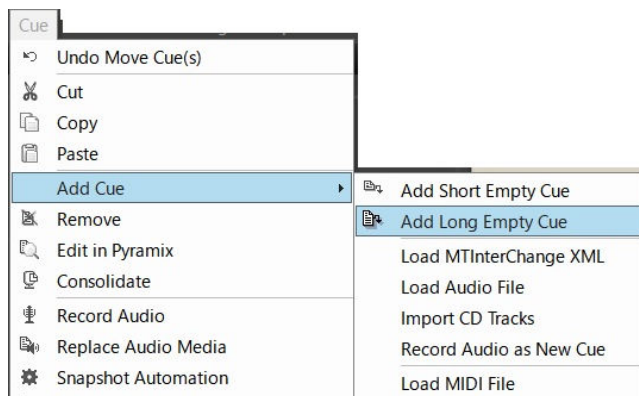 Cue
Undo Move Cue(s)
Cut
Copy
Paste
Add Cue
Remove
Edit in Pyramix
Consolidate
Record Audio
Replace Audio Media
Snapshot Automation
Add Short Empty Cue
Add Long Empty Cue
Load MTInterChange XML
Load Audio File
Import CD Tracks
Record Audio as New Cue
Load MIDI File